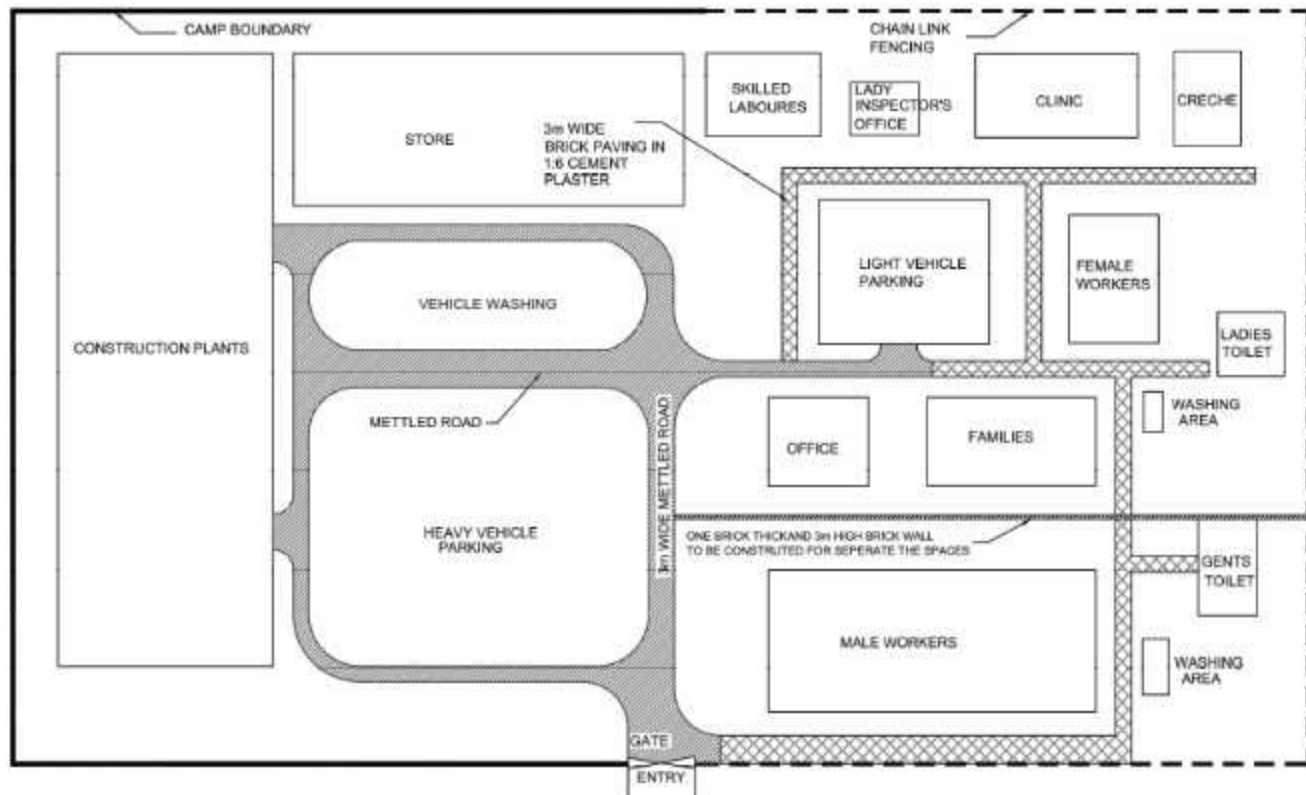 CAMP BOUNDARY
CHAIN LINK
FENCING
STORE
SKILLED
LABOURES
LADY
INSPECTOR'S
OFFICE
CLINIC
CRECHE
3m WIDE
BRICK PAVING IN
1:6 CEMENT
PLASTER
LIGHT VEHICLE
PARKING
FEMALE
WORKERS
VEHICLE WASHING
CONSTRUCTION PLANTS
LADIES
TOILET
METTLED ROAD
3m WIDE METTLED ROAD
OFFICE
FAMILIES
WASHING
AREA
HEAVY VEHICLE
PARKING
ONE BRICK THICKAND 3m HIGH BRICK WALL
TO BE CONSTRUTED FOR SEPERATE THE SPACES
GENTS
TOILET
MALE WORKERS
WASHING
AREA
GATE
ENTRY